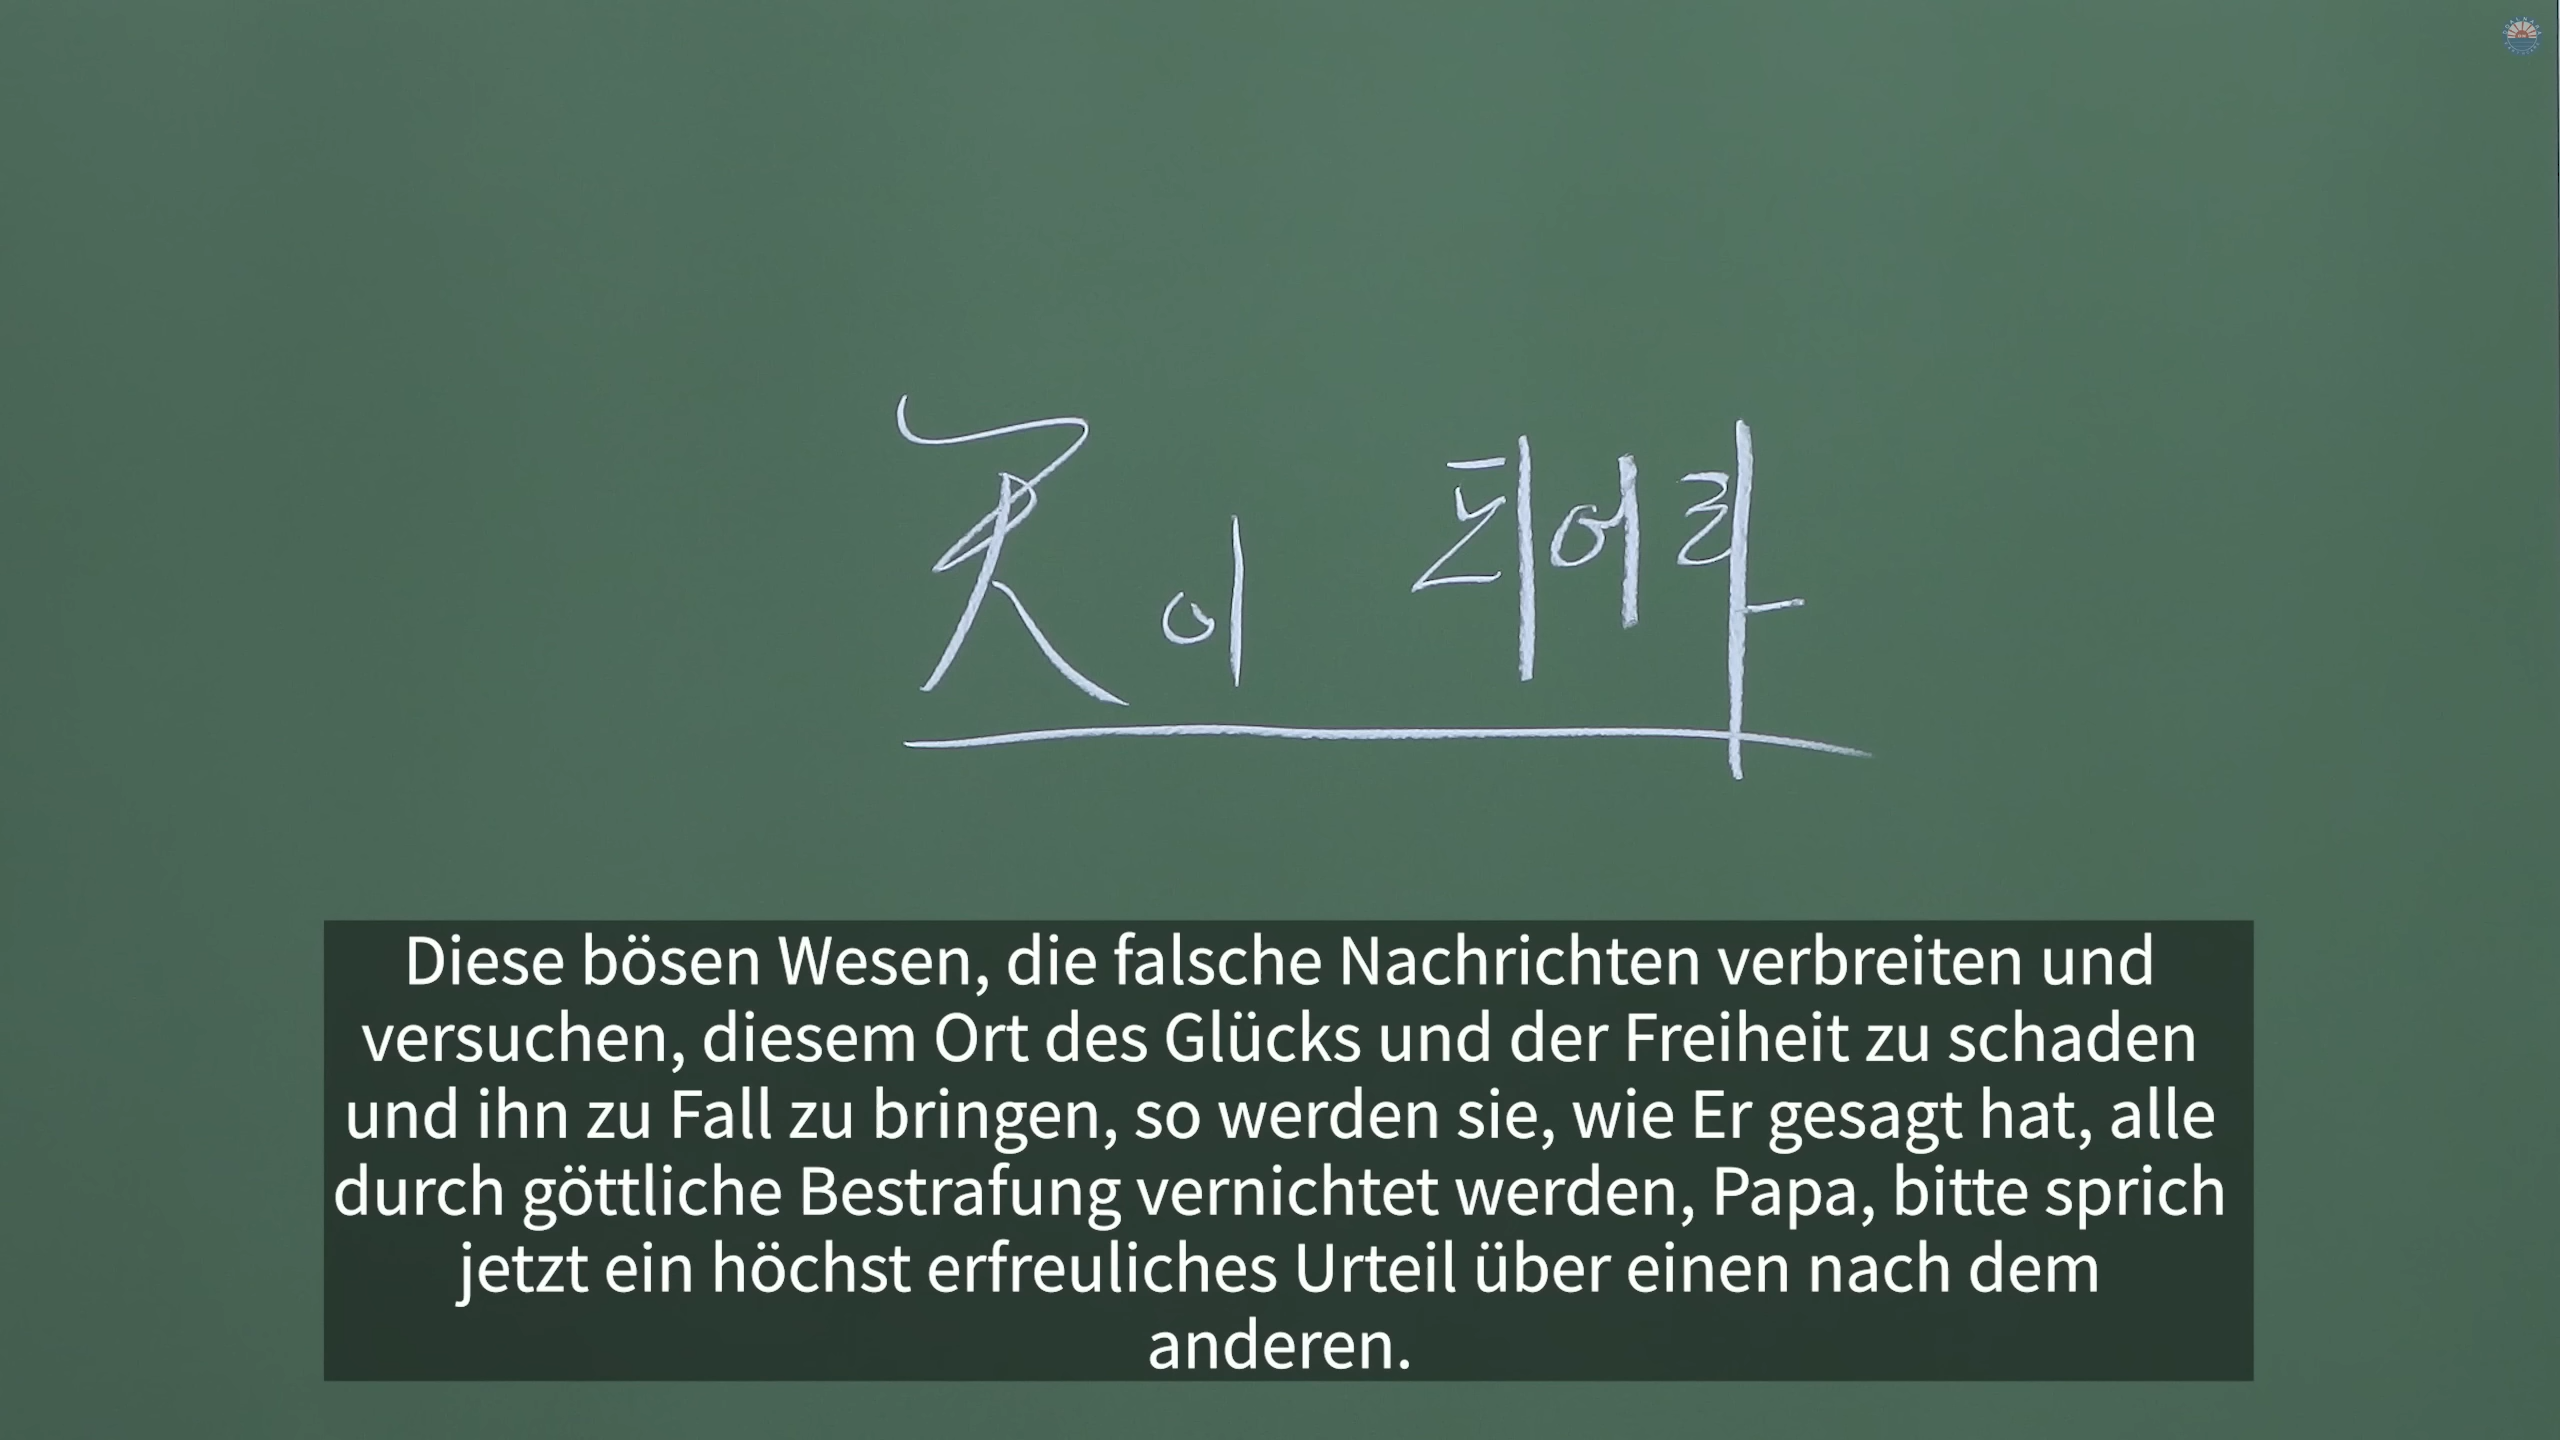 天이 되어라
Diese bösen Wesen, die falsche Nachrichten verbreiten und
versuchen, diesem Ort des Glücks und der Freiheit zu schaden
und ihn zu Fall zu bringen, so werden sie, wie Er gesagt hat, alle
durch göttliche Bestrafung vernichtet werden, Papa, bitte sprich
jetzt ein höchst erfreuliches Urteil über einen nach dem
anderen.